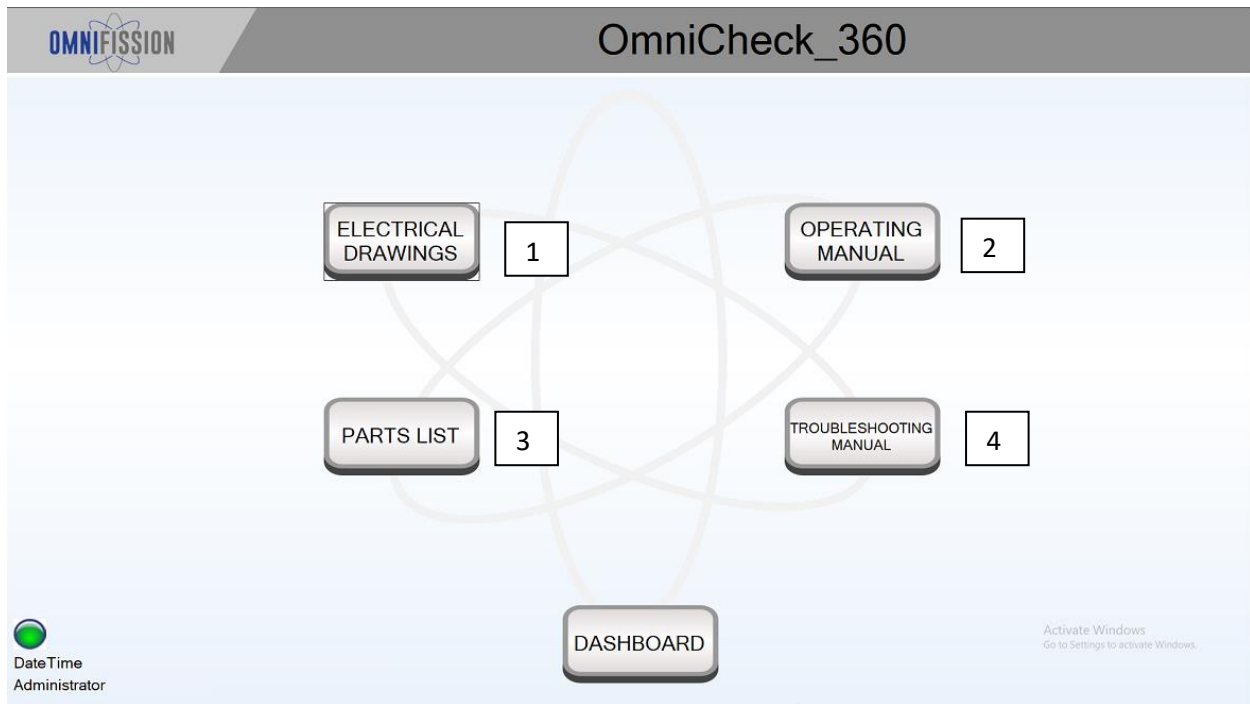 OMNIFISSION
OmniCheck_360
ELECTRICAL
DRAWINGS
1
OPERATING
MANUAL
2
PARTS LIST
3
TROUBLESHOOTING
MANUAL
4
DASHBOARD
DateTime
Administrator
Activate Windows
Go to Settings to activate Windows.